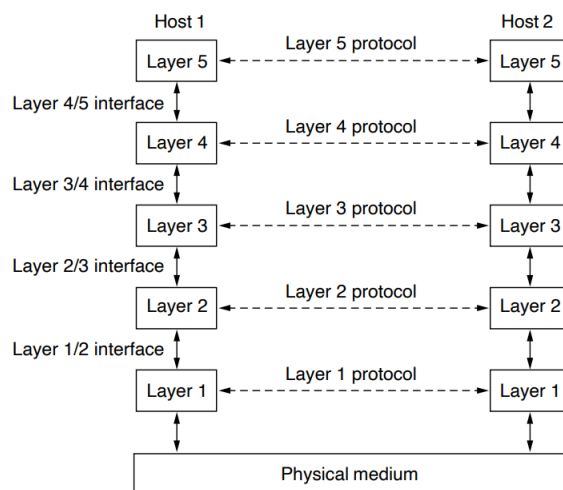 Host 1
Host 2
Layer 5
Layer 5 protocol
Layer 5
Layer 4/5 interface
Layer 4
Layer 4 protocol
Layer 4
Layer 3/4 interface
Layer 3
Layer 3 protocol
Layer 3
Layer 2/3 interface
Layer 2
Layer 2 protocol
Layer 2
Layer 1/2 interface
Layer 1
Layer 1 protocol
Layer 1
Physical medium